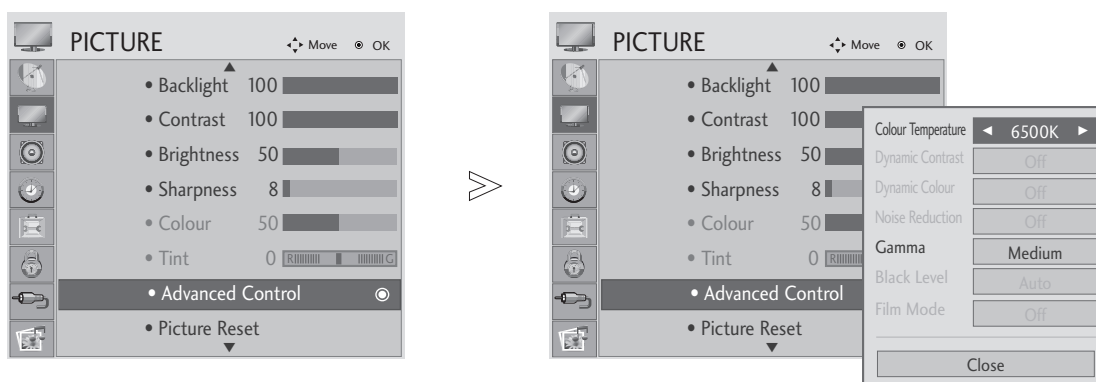 PICTURE
Move
OK
• Backlight 100
• Contrast 100
• Brightness 50
• Sharpness 8
• Colour 50
• Tint 0 R G
• Advanced Control
• Picture Reset
PICTURE
Move
OK
• Backlight 100
• Contrast 100
• Brightness 50
• Sharpness 8
• Colour 50
• Tint 0 R
• Advanced Control
• Picture Reset
Colour Temperature ◄ 6500K ►
Dynamic Contrast Off
Dynamic Colour Off
Noise Reduction Off
Gamma Medium
Black Level Auto
Film Mode Off
Close